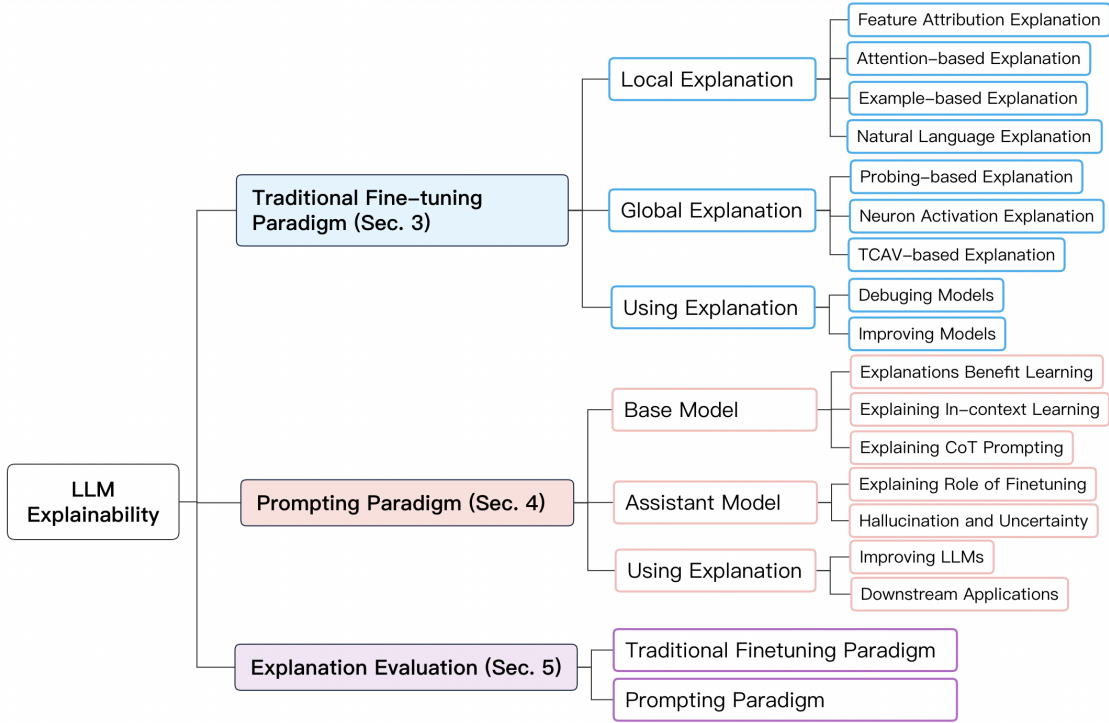 LLM
Explainability
Traditional Fine-tuning
Paradigm (Sec. 3)
Local Explanation
Feature Attribution Explanation
Attention-based Explanation
Example-based Explanation
Natural Language Explanation
Global Explanation
Probing-based Explanation
Neuron Activation Explanation
TCAV-based Explanation
Using Explanation
Debuging Models
Improving Models
Prompting Paradigm (Sec. 4)
Base Model
Explanations Benefit Learning
Explaining In-context Learning
Explaining CoT Prompting
Assistant Model
Explaining Role of Finetuning
Hallucination and Uncertainty
Using Explanation
Improving LLMs
Downstream Applications
Explanation Evaluation (Sec. 5)
Traditional Finetuning Paradigm
Prompting Paradigm